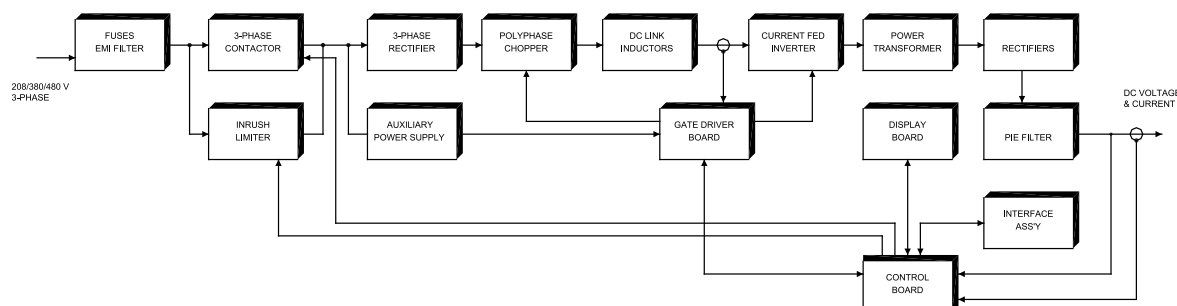 FUSES
EMI FILTER
3-PHASE
CONTACTOR
3-PHASE
RECTIFIER
POLYPHASE
CHOPPER
DC LINK
INDUCTORS
CURRENT FED
INVERTER
POWER
TRANSFORMER
RECTIFIERS
208/380/480 V
3-PHASE
DC VOLTAGE
& CURRENT
INRUSH
LIMITER
AUXILIARY
POWER SUPPLY
GATE DRIVER
BOARD
DISPLAY
BOARD
PIE FILTER
INTERFACE
ASS'Y
CONTROL
BOARD